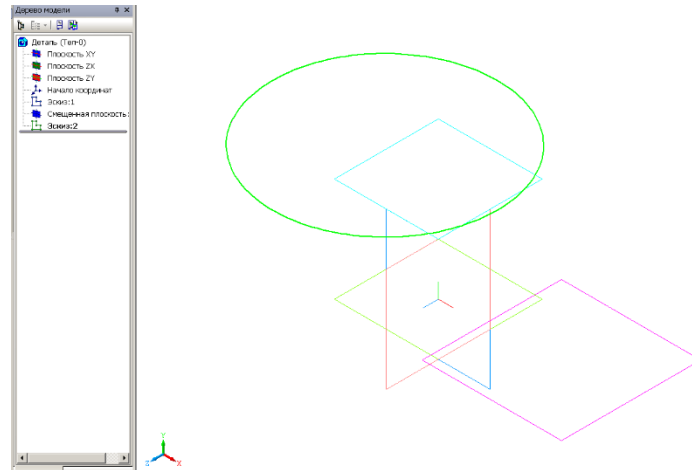 Дерево модели
Деталь (Тел-0)
Плоскость XY
Плоскость ZX
Плоскость ZY
Начало координат
Эскиз:1
Смещенная плоскость:
Эскиз:2
Y
Z X